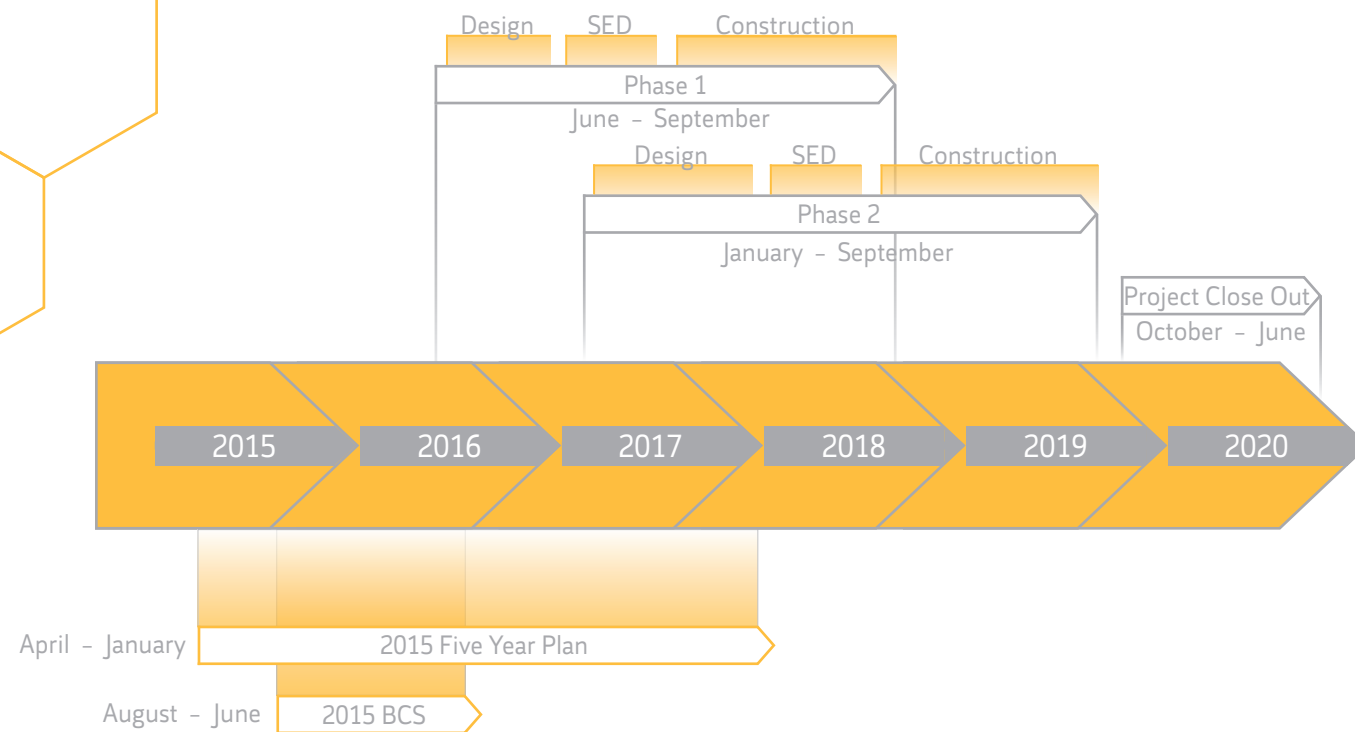 Design SED Construction
Phase 1
June – September
Design SED Construction
Phase 2
January – September
Project Close Out
October – June
2015 2016 2017 2018 2019 2020
April – January 2015 Five Year Plan
August – June 2015 BCS